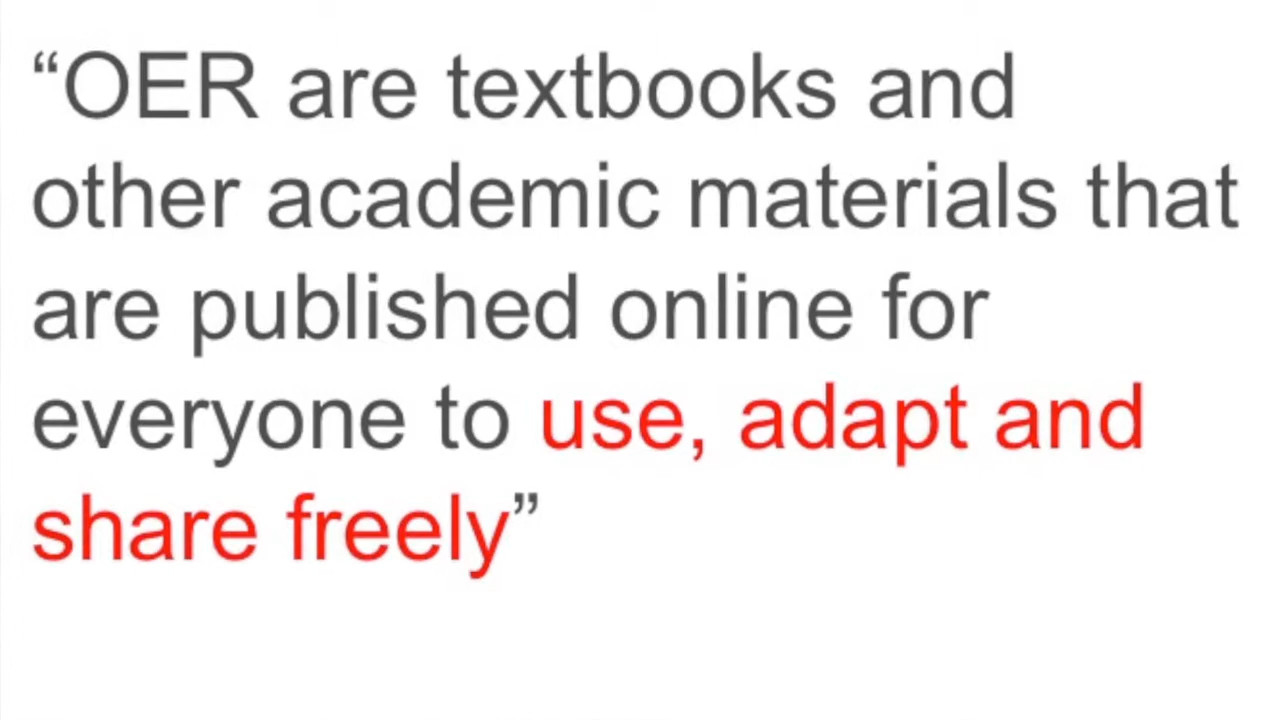 “OER are textbooks and
other academic materials that
are published online for
everyone to use, adapt and
share freely”